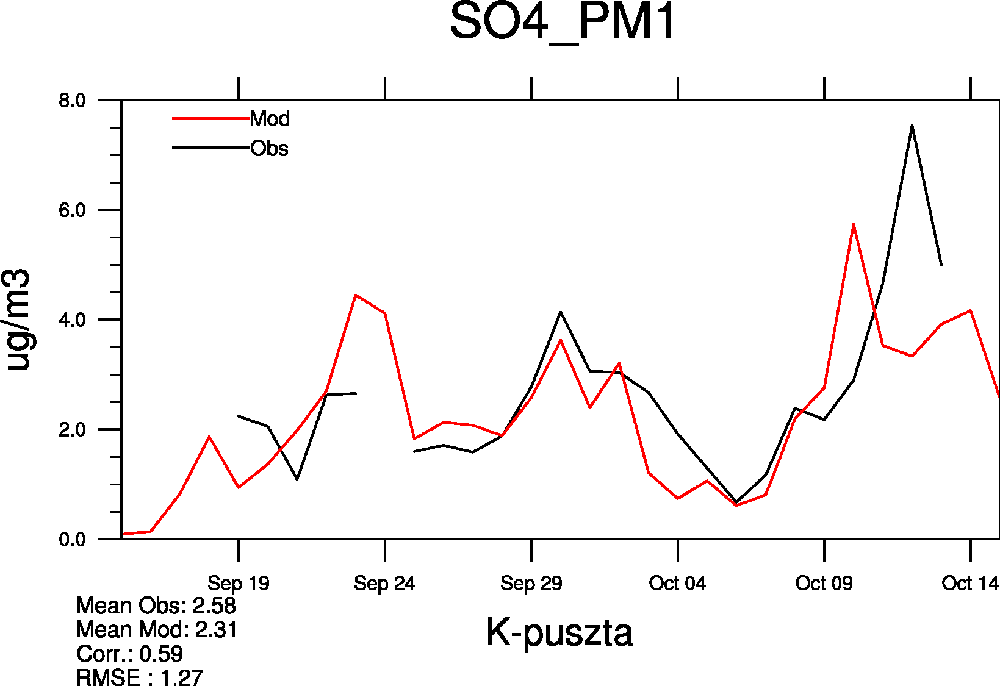 SO4_PM1
8.0
6.0
4.0
2.0
0.0
ug/m3
Mod
Obs
Sep 19 Sep 24 Sep 29 Oct 04 Oct 09 Oct 14
K-puszta
Mean Obs: 2.58
Mean Mod: 2.31
Corr.: 0.59
RMSE : 1.27